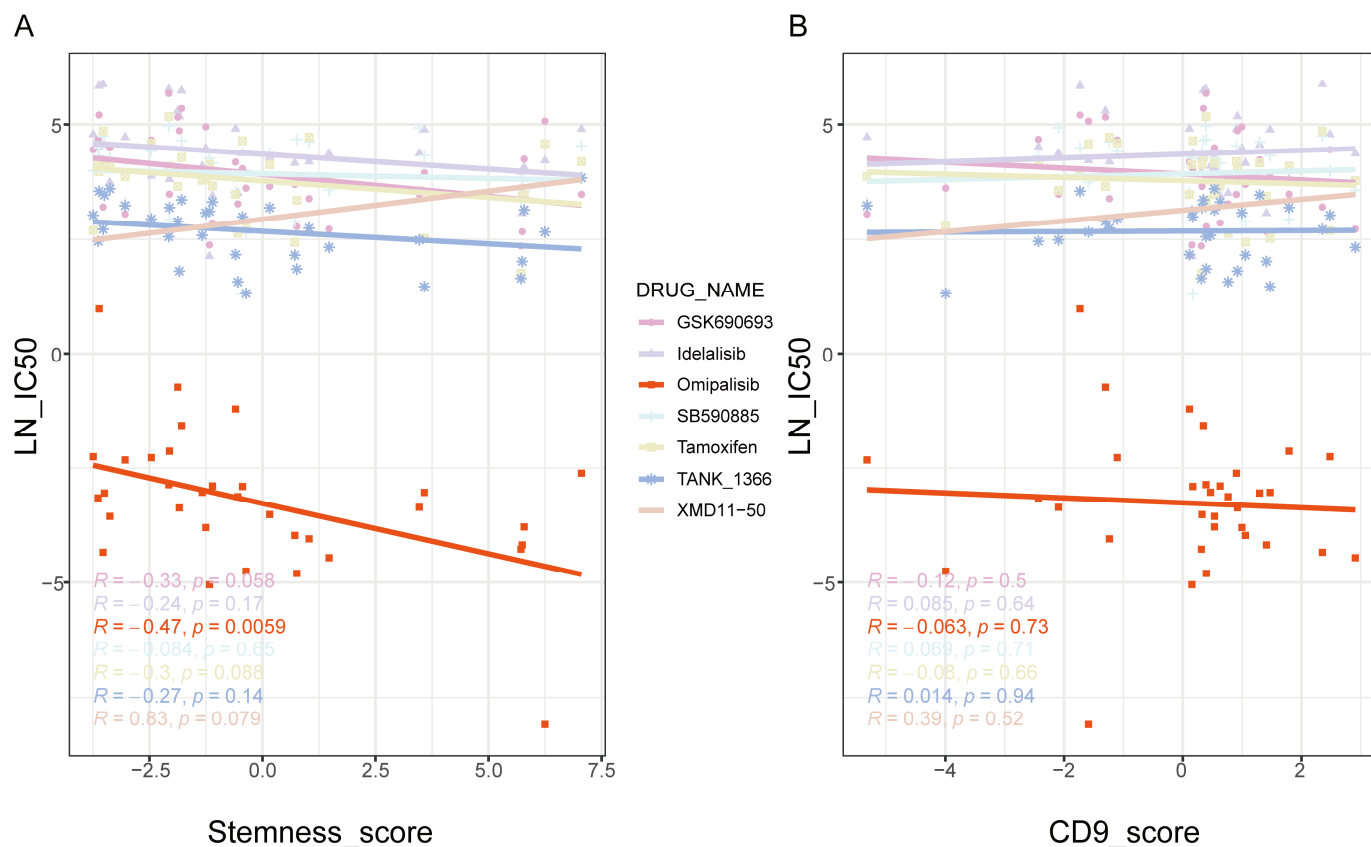 A
LN_IC50
5
0
−5
R = −0.33, p = 0.058
R = −0.24, p = 0.17
R = −0.47, p = 0.0059
R = −0.084, p = 0.65
R = −0.3, p = 0.088
R = −0.27, p = 0.14
R = 0.83, p = 0.079
−2.5 0.0 2.5 5.0 7.5
Stemness_score
DRUG_NAME
GSK690693
Idelalisib
Omipalisib
SB590885
Tamoxifen
TANK_1366
XMD11−50
B
LN_IC50
5
0
−5
R = −0.12, p = 0.5
R = 0.085, p = 0.64
R = −0.063, p = 0.73
R = 0.069, p = 0.71
R = −0.08, p = 0.66
R = 0.014, p = 0.94
R = 0.39, p = 0.52
−4 −2 0 2
CD9_score